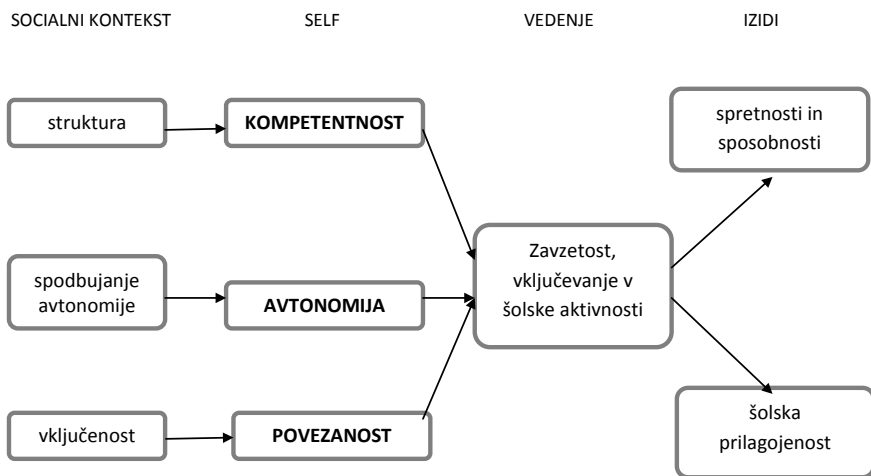 SOCIALNI KONTEKST
SELF
VEDENJE
IZIDI
struktura
KOMPETENTNOST
spretnosti in
sposobnosti
spodbujanje
avtonomije
AVTONOMIJA
Zavzetost,
vključevanje v
šolske aktivnosti
vključenost
POVEZANOST
šolska
prilagojenost